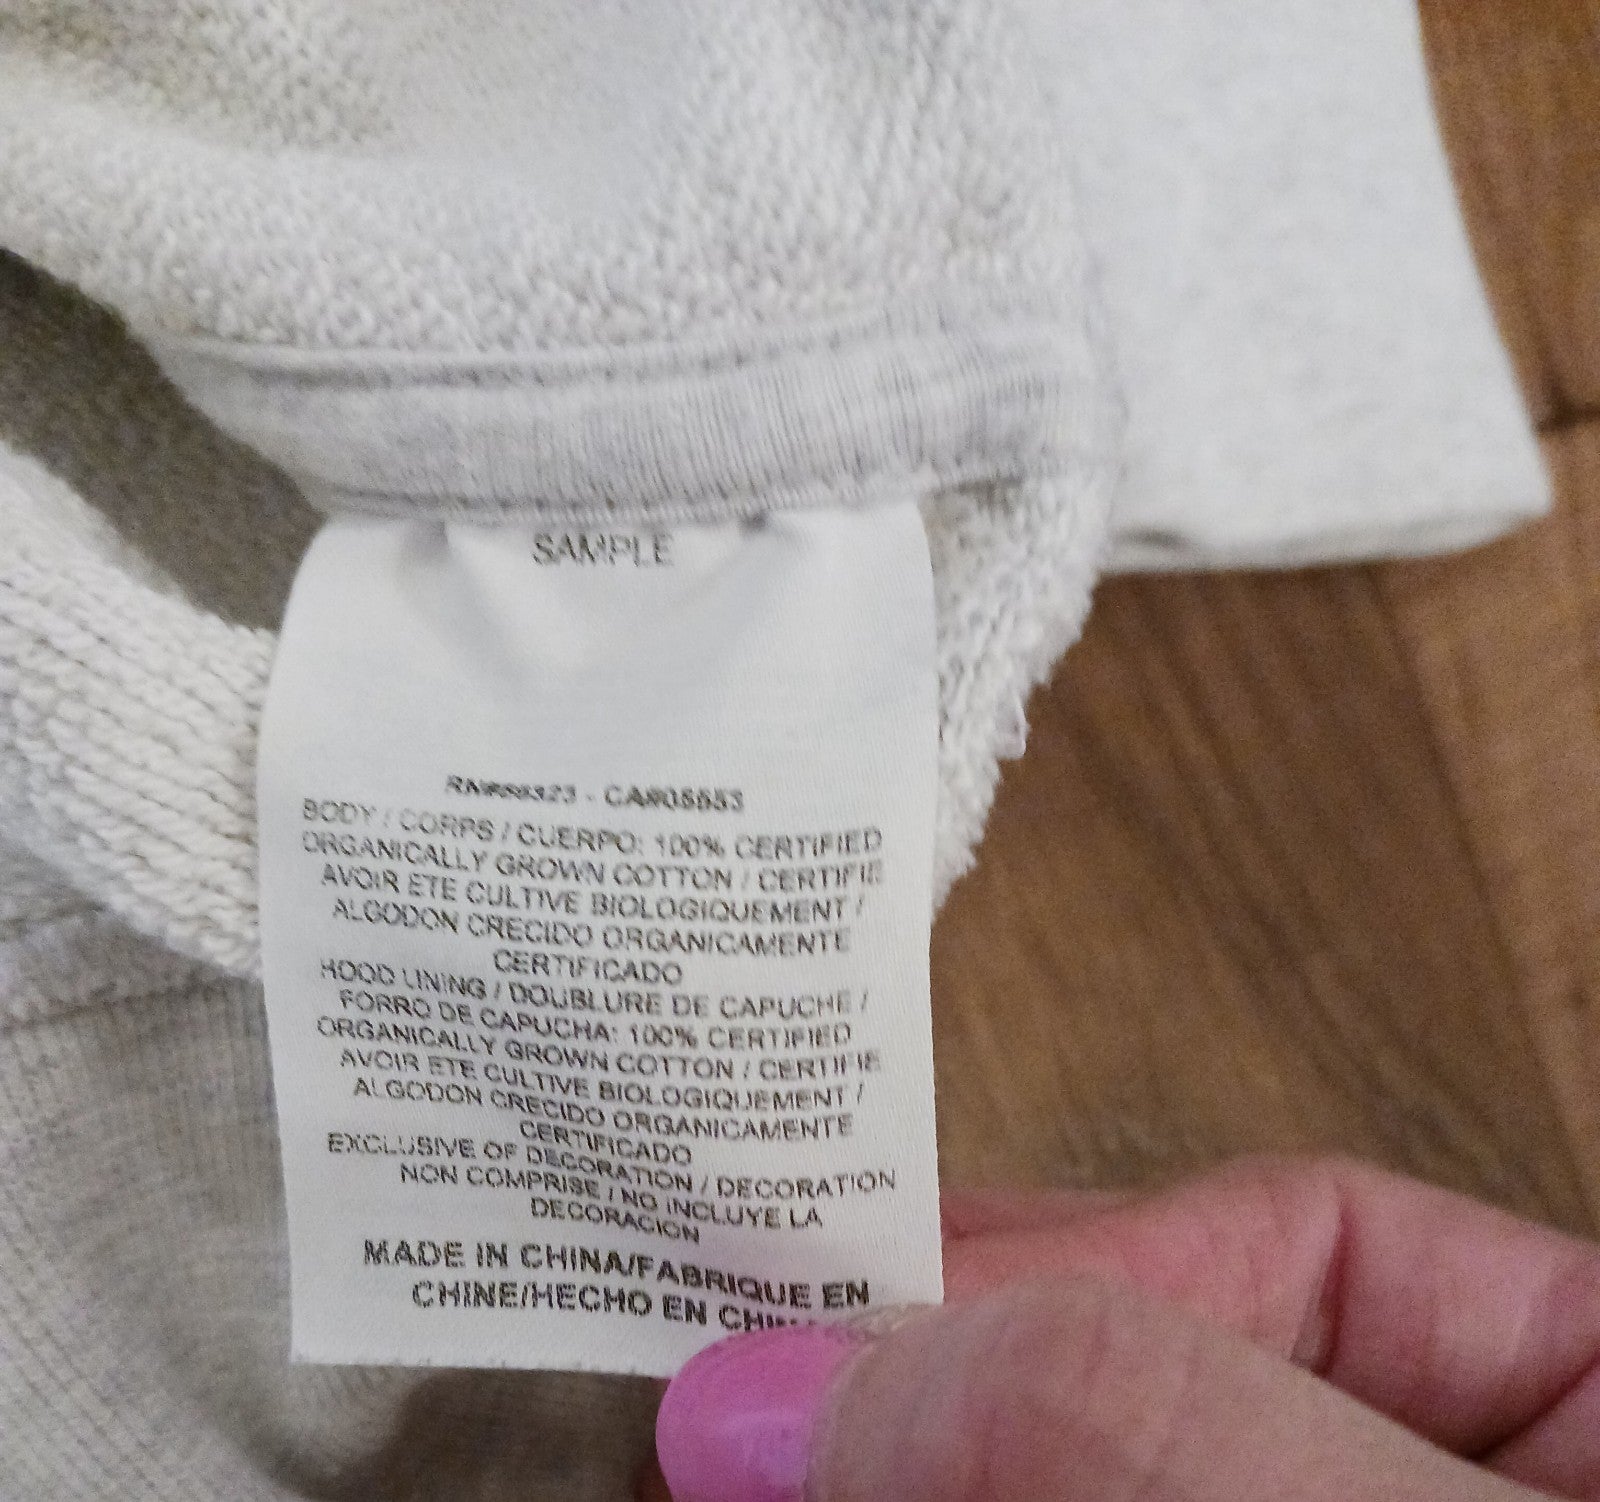 SAMPLE
CA#05553
BODY / CORPS / CUERPO: 100% CERTIFIED
ORGANICALLY GROWN COTTON / CERTIFIE
AVOIR ETE CULTIVE BIOLOGIQUEMENT /
ALGODON CRECIDO ORGANICAMENTE
CERTIFICADO
HOOD LINING / DOUBLURE DE CAPUCHE /
FORRO DE CAPUCHA: 100% CERTIFIED
ORGANICALLY GROWN COTTON / CERTIFIE
AVOIR ETE CULTIVE BIOLOGIQUEMENT /
ALGODON CRECIDO ORGANICAMENTE
CERTIFICADO
EXCLUSIVE OF DECORATION / DECORATION
NON COMPRISE / NO INCLUYE LA
DECORACION
MADE IN CHINA/FABRIQUE EN
CHINE/HECHO EN